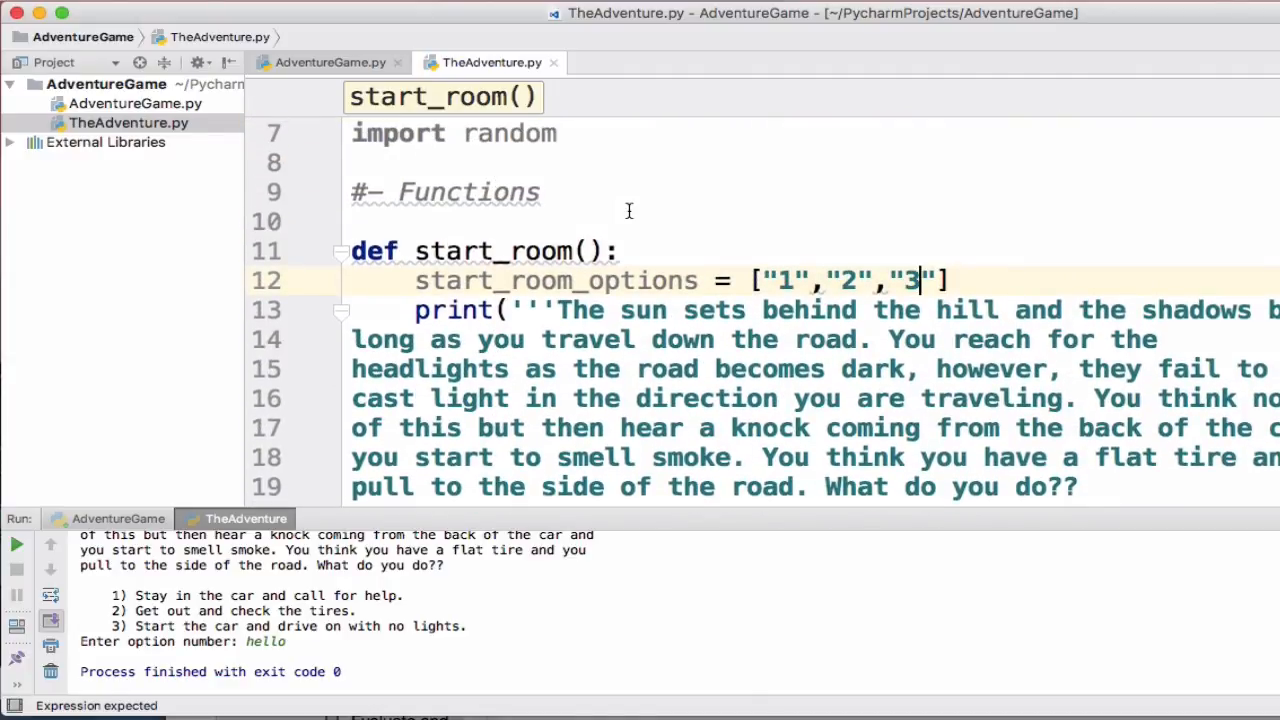 TheAdventure.py - AdventureGame - [~/PycharmProjects/AdventureGame]
AdventureGame TheAdventure.py
Project AdventureGame.py TheAdventure.py
AdventureGame ~/Pycharm
AdventureGame.py
TheAdventure.py
External Libraries
start_room()
7 import random
8
9 #– Functions
10
11 def start_room():
12 start_room_options = ["1","2","3"]
13 print('''The sun sets behind the hill and the shadows b
14 long as you travel down the road. You reach for the
15 headlights as the road becomes dark, however, they fail to
16 cast light in the direction you are traveling. You think no
17 of this but then hear a knock coming from the back of the c
18 you start to smell smoke. You think you have a flat tire an
19 pull to the side of the road. What do you do??
Run: AdventureGame TheAdventure
of this but then hear a knock coming from the back of the car and
you start to smell smoke. You think you have a flat tire and you
pull to the side of the road. What do you do??
1) Stay in the car and call for help.
2) Get out and check the tires.
3) Start the car and drive on with no lights.
Enter option number: hello
Process finished with exit code 0
Expression expected